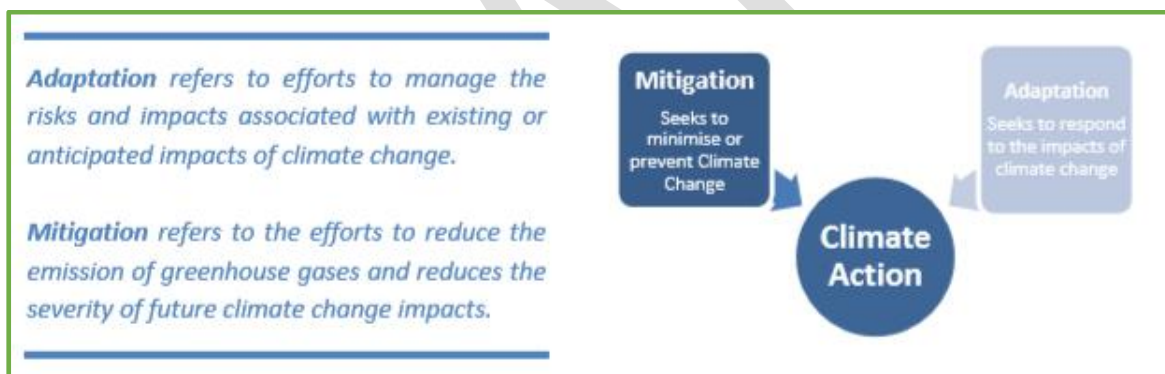 Adaptation refers to efforts to manage the
risks and impacts associated with existing or
anticipated impacts of climate change.
Mitigation refers to the efforts to reduce the
emission of greenhouse gases and reduces the
severity of future climate change impacts.
Mitigation
Seeks to
minimise or
prevent Climate
Change
Adaptation
Seeks to respond
to the impacts of
climate change
Climate
Action